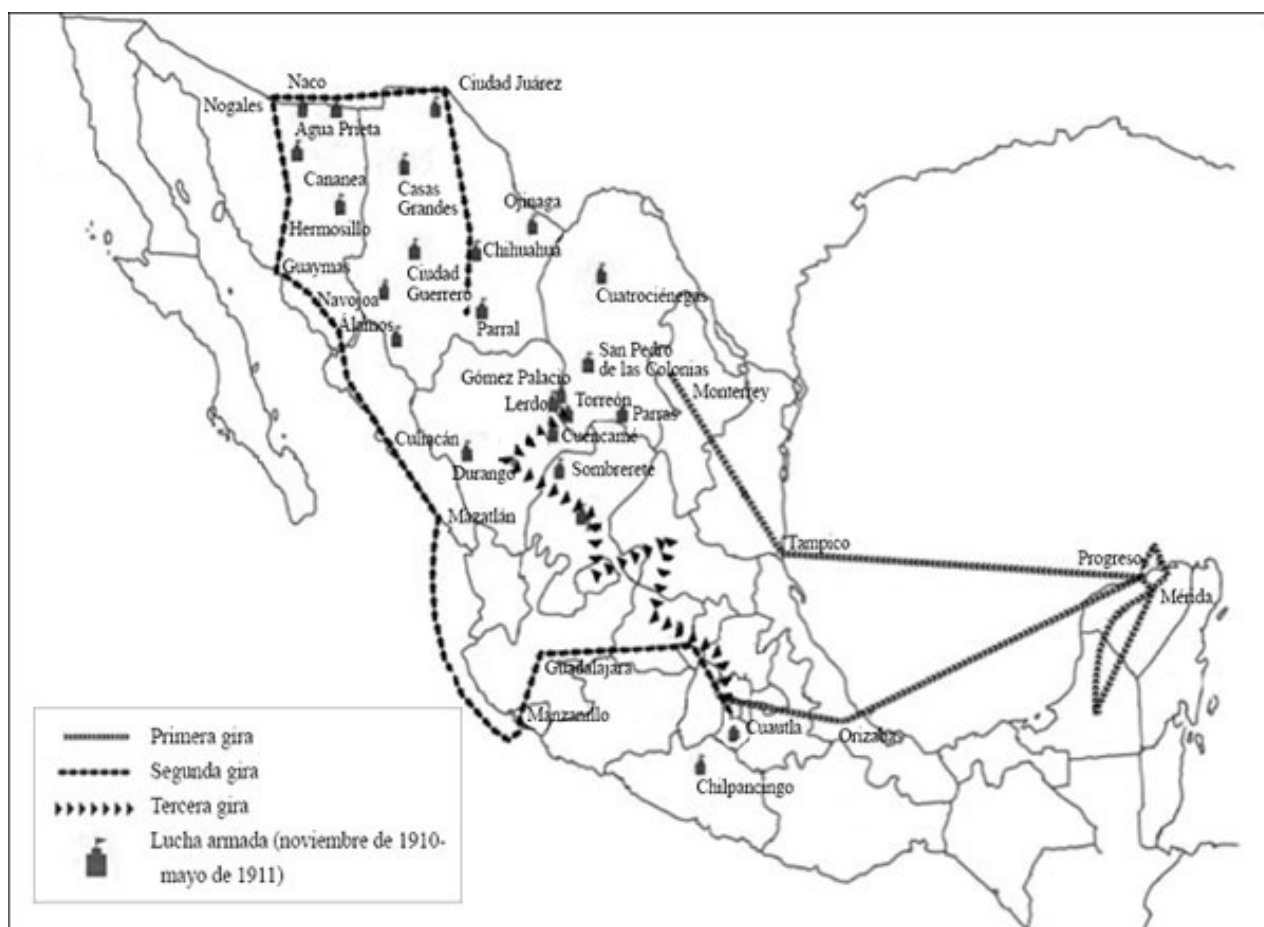 Naco
Ciudad Juárez
Nogales
Agua Prieta
Cananea
Casas
Grandes
Ojinaga
Hermosillo
Chihuahua
Guaymas
Ciudad
Guerrero
Cuatrociénegas
Navojoa
Álamos
Parral
San Pedro
de las Colonias
Gómez Palacio
Monterrey
Lerdo
Torreón
Parras
Culiacán
Cuencamé
Durango
Sombrerete
Mazatlán
Tampico
Progreso
Mérida
Guadalajara
Manzanillo
Cuautla
Orizaba
Chilpancingo
Primera gira
Segunda gira
Tercera gira
Lucha armada (noviembre de 1910-
mayo de 1911)